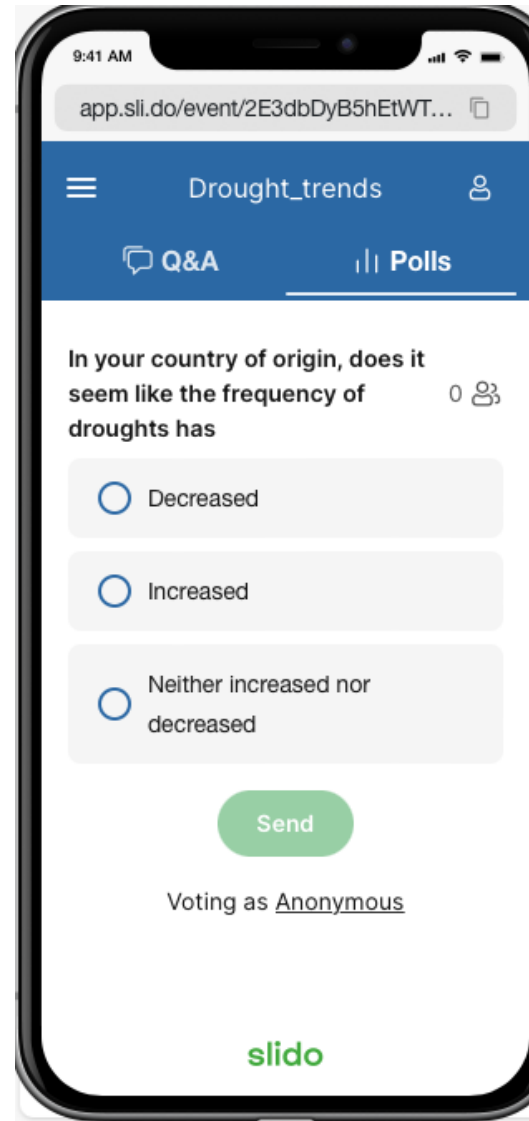 9:41 AM
app.sli.do/event/2E3dbDyB5hEtWT...
Drought_trends
Q&A Polls
In your country of origin, does it
seem like the frequency of 0
droughts has
Decreased
Increased
Neither increased nor
decreased
Send
Voting as Anonymous
slido